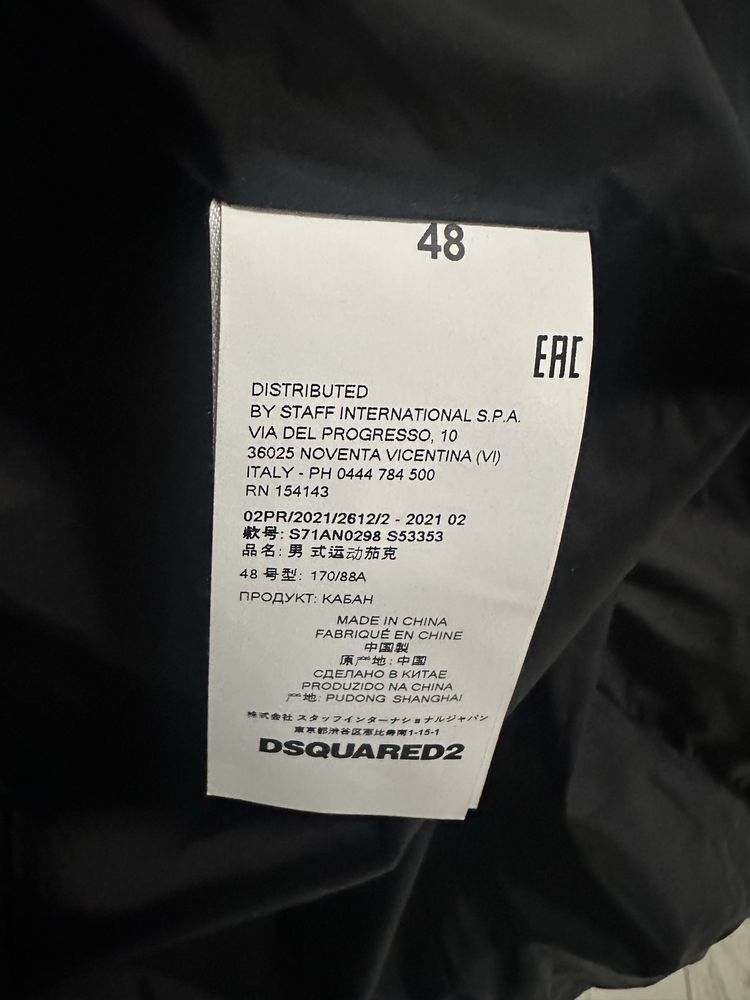 48
EAC
DISTRIBUTED
BY STAFF INTERNATIONAL S.P.A.
VIA DEL PROGRESSO, 10
36025 NOVENTA VICENTINA (VI)
ITALY - PH 0444 784 500
RN 154143
02PR/2021/2612/2 - 2021 02
款号: S71AN0298 S53353
品名: 男 式运动茄克
48 号型: 170/88A
ПРОДУКТ: КАБАН
MADE IN CHINA
FABRIQUÉ EN CHINE
中国製
原产地: 中国
СДЕЛАНО В КИТАЕ
PRODUZIDO NA CHINA
产地: PUDONG SHANGHAI
株式会社 スタッフインターナショナルジャパン
東京都渋谷区恵比寿南1-15-1
DSQUARED2